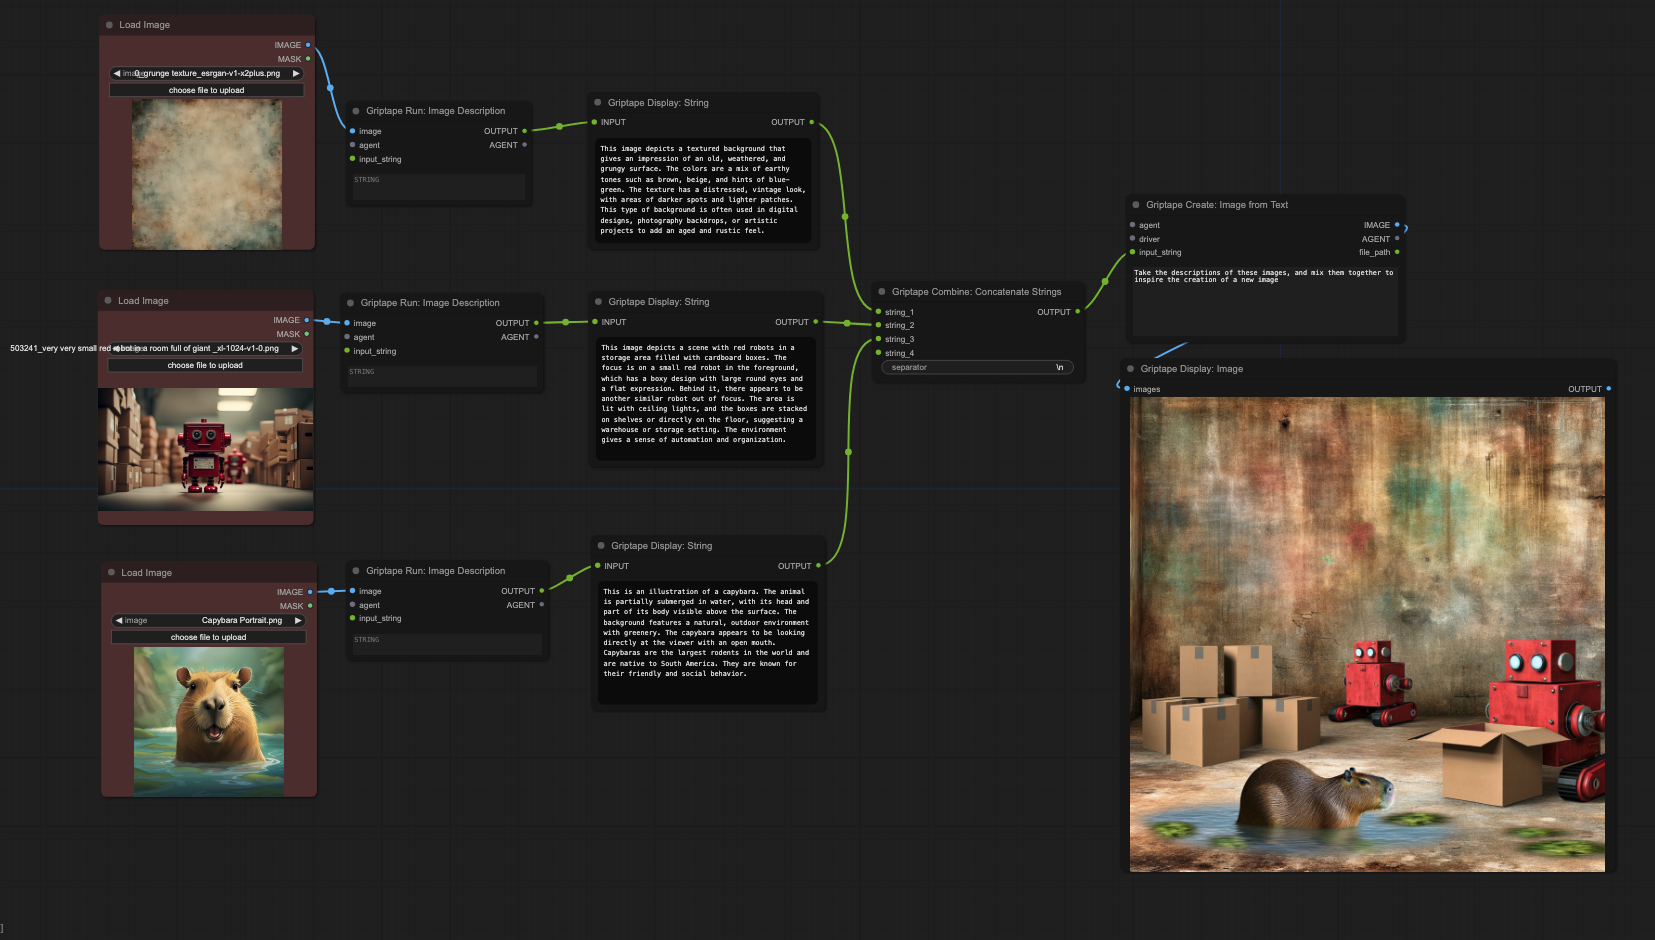 Load Image
IMAGE
MASK
0_grunge texture_esrgan-v1-x2plus.png
choose file to upload
Griptape Run: Image Description
image
OUTPUT
agent
AGENT
input_string
STRING
Griptape Display: String
INPUT
OUTPUT
This image depicts a textured background that
gives an impression of an old, weathered, and
grungy surface. The colors are a mix of earthy
tones such as brown, beige, and hints of blue-
green. The texture has a distressed, vintage look,
with areas of darker spots and lighter patches.
This type of background is often used in digital
designs, photography backdrops, or artistic
projects to add an aged and rustic feel.
Load Image
IMAGE
MASK
503241_very very small red robot in a room full of giant _xl-1024-v1-0.png
choose file to upload
Griptape Run: Image Description
image
OUTPUT
agent
AGENT
input_string
STRING
Griptape Display: String
INPUT
OUTPUT
This image depicts a scene with red robots in a
storage area filled with cardboard boxes. The
focus is on a small red robot in the foreground,
which has a boxy design with large round eyes and
a flat expression. Behind it, there appears to be
another similar robot out of focus. The area is
lit with ceiling lights, and the boxes are stacked
on shelves or directly on the floor, suggesting a
warehouse or storage setting. The environment
gives a sense of automation and organization.
Load Image
IMAGE
MASK
image
Capybara Portrait.png
choose file to upload
Griptape Run: Image Description
image
OUTPUT
agent
AGENT
input_string
STRING
Griptape Display: String
INPUT
OUTPUT
This is an illustration of a capybara. The animal
is partially submerged in water, with its head and
part of its body visible above the surface. The
background features a natural, outdoor environment
with greenery. The capybara appears to be looking
directly at the viewer with an open mouth.
Capybaras are the largest rodents in the world and
are native to South America. They are known for
their friendly and social behavior.
Griptape Combine: Concatenate Strings
string_1
OUTPUT
string_2
string_3
string_4
separator
\n
Griptape Create: Image from Text
agent
IMAGE
driver
AGENT
input_string
file_path
Take the descriptions of these images, and mix them together to
inspire the creation of a new image
Griptape Display: Image
images
OUTPUT
]